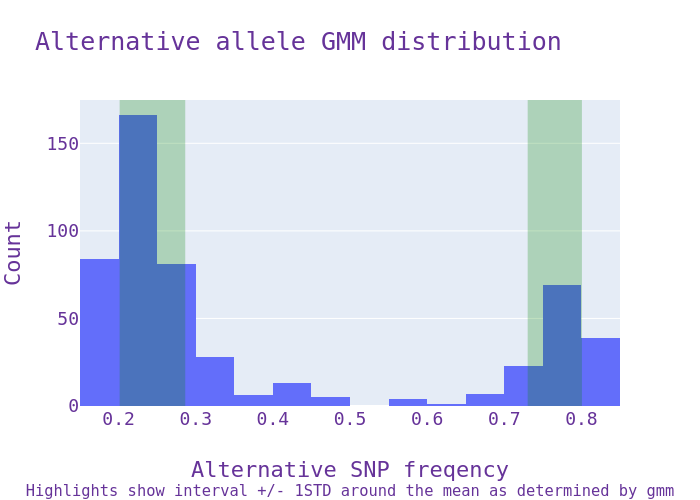 Alternative allele GMM distribution
Count
150
100
50
0
0.2 0.3 0.4 0.5 0.6 0.7 0.8
Alternative SNP freqency
Highlights show interval +/- 1STD around the mean as determined by gmm